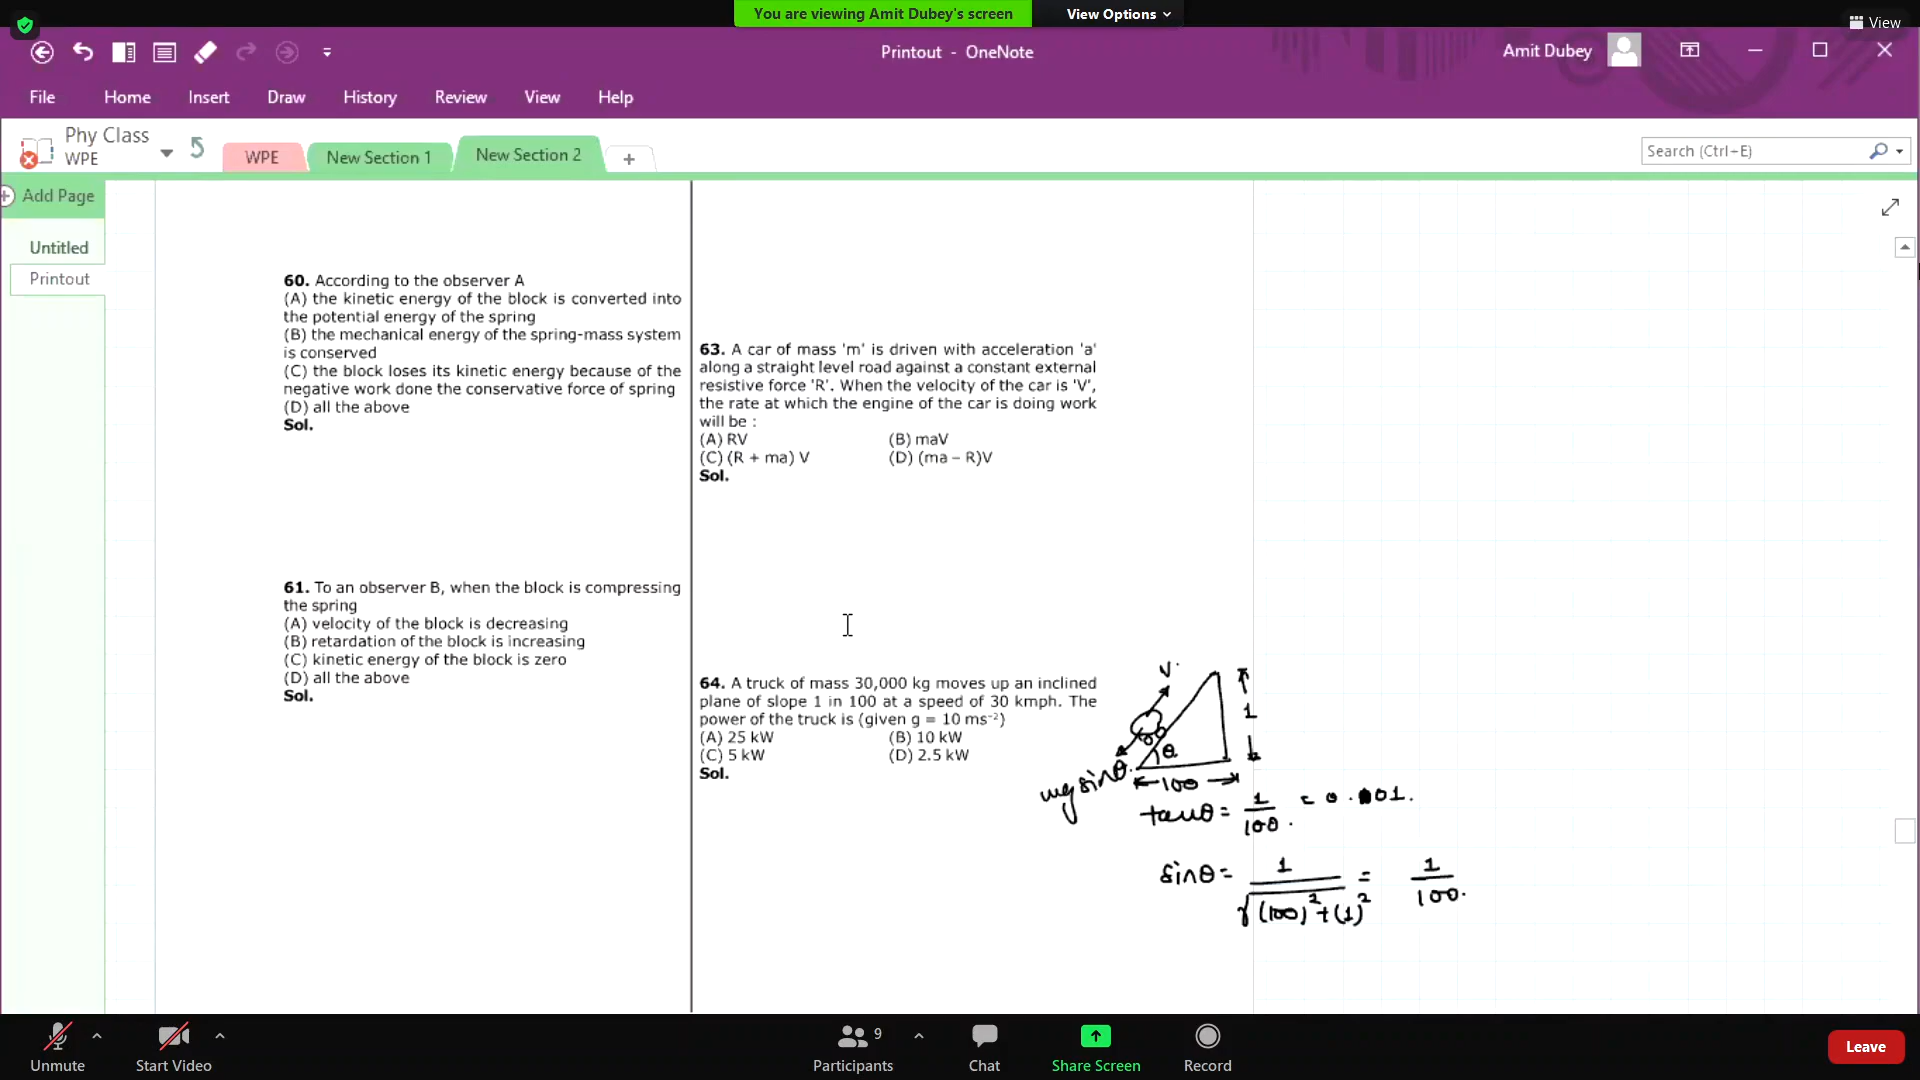 You are viewing Amit Dubey's screen
View Options
View
Printout - OneNote
Amit Dubey
File
Home
Insert
Draw
History
Review
View
Help
Phy Class
WPE
WPE
New Section 1
New Section 2
Search (Ctrl+E)
Add Page
Untitled
Printout
60. According to the observer A
(A) the kinetic energy of the block is converted into
the potential energy of the spring
(B) the mechanical energy of the spring-mass system
is conserved
(C) the block loses its kinetic energy because of the
negative work done the conservative force of spring
(D) all the above
Sol.
61. To an observer B, when the block is compressing
the spring
(A) velocity of the block is decreasing
(B) retardation of the block is increasing
(C) kinetic energy of the block is zero
(D) all the above
Sol.
63. A car of mass 'm' is driven with acceleration 'a'
along a straight level road against a constant external
resistive force 'R'. When the velocity of the car is 'V',
the rate at which the engine of the car is doing work
will be :
(A) RV (B) maV
(C) (R + ma) V (D) (ma – R)V
Sol.
64. A truck of mass 30,000 kg moves up an inclined
plane of slope 1 in 100 at a speed of 30 kmph. The
power of the truck is (given g = 10 ms⁻²)
(A) 25 kW (B) 10 kW
(C) 5 kW (D) 2.5 kW
Sol.
V
1
θ
mg sinθ
100
tanθ = 1/100 = 0.01.
sinθ = 1/√((100)²+(1)²) = 1/100.
Unmute
Start Video
9
Participants
Chat
Share Screen
Record
Leave